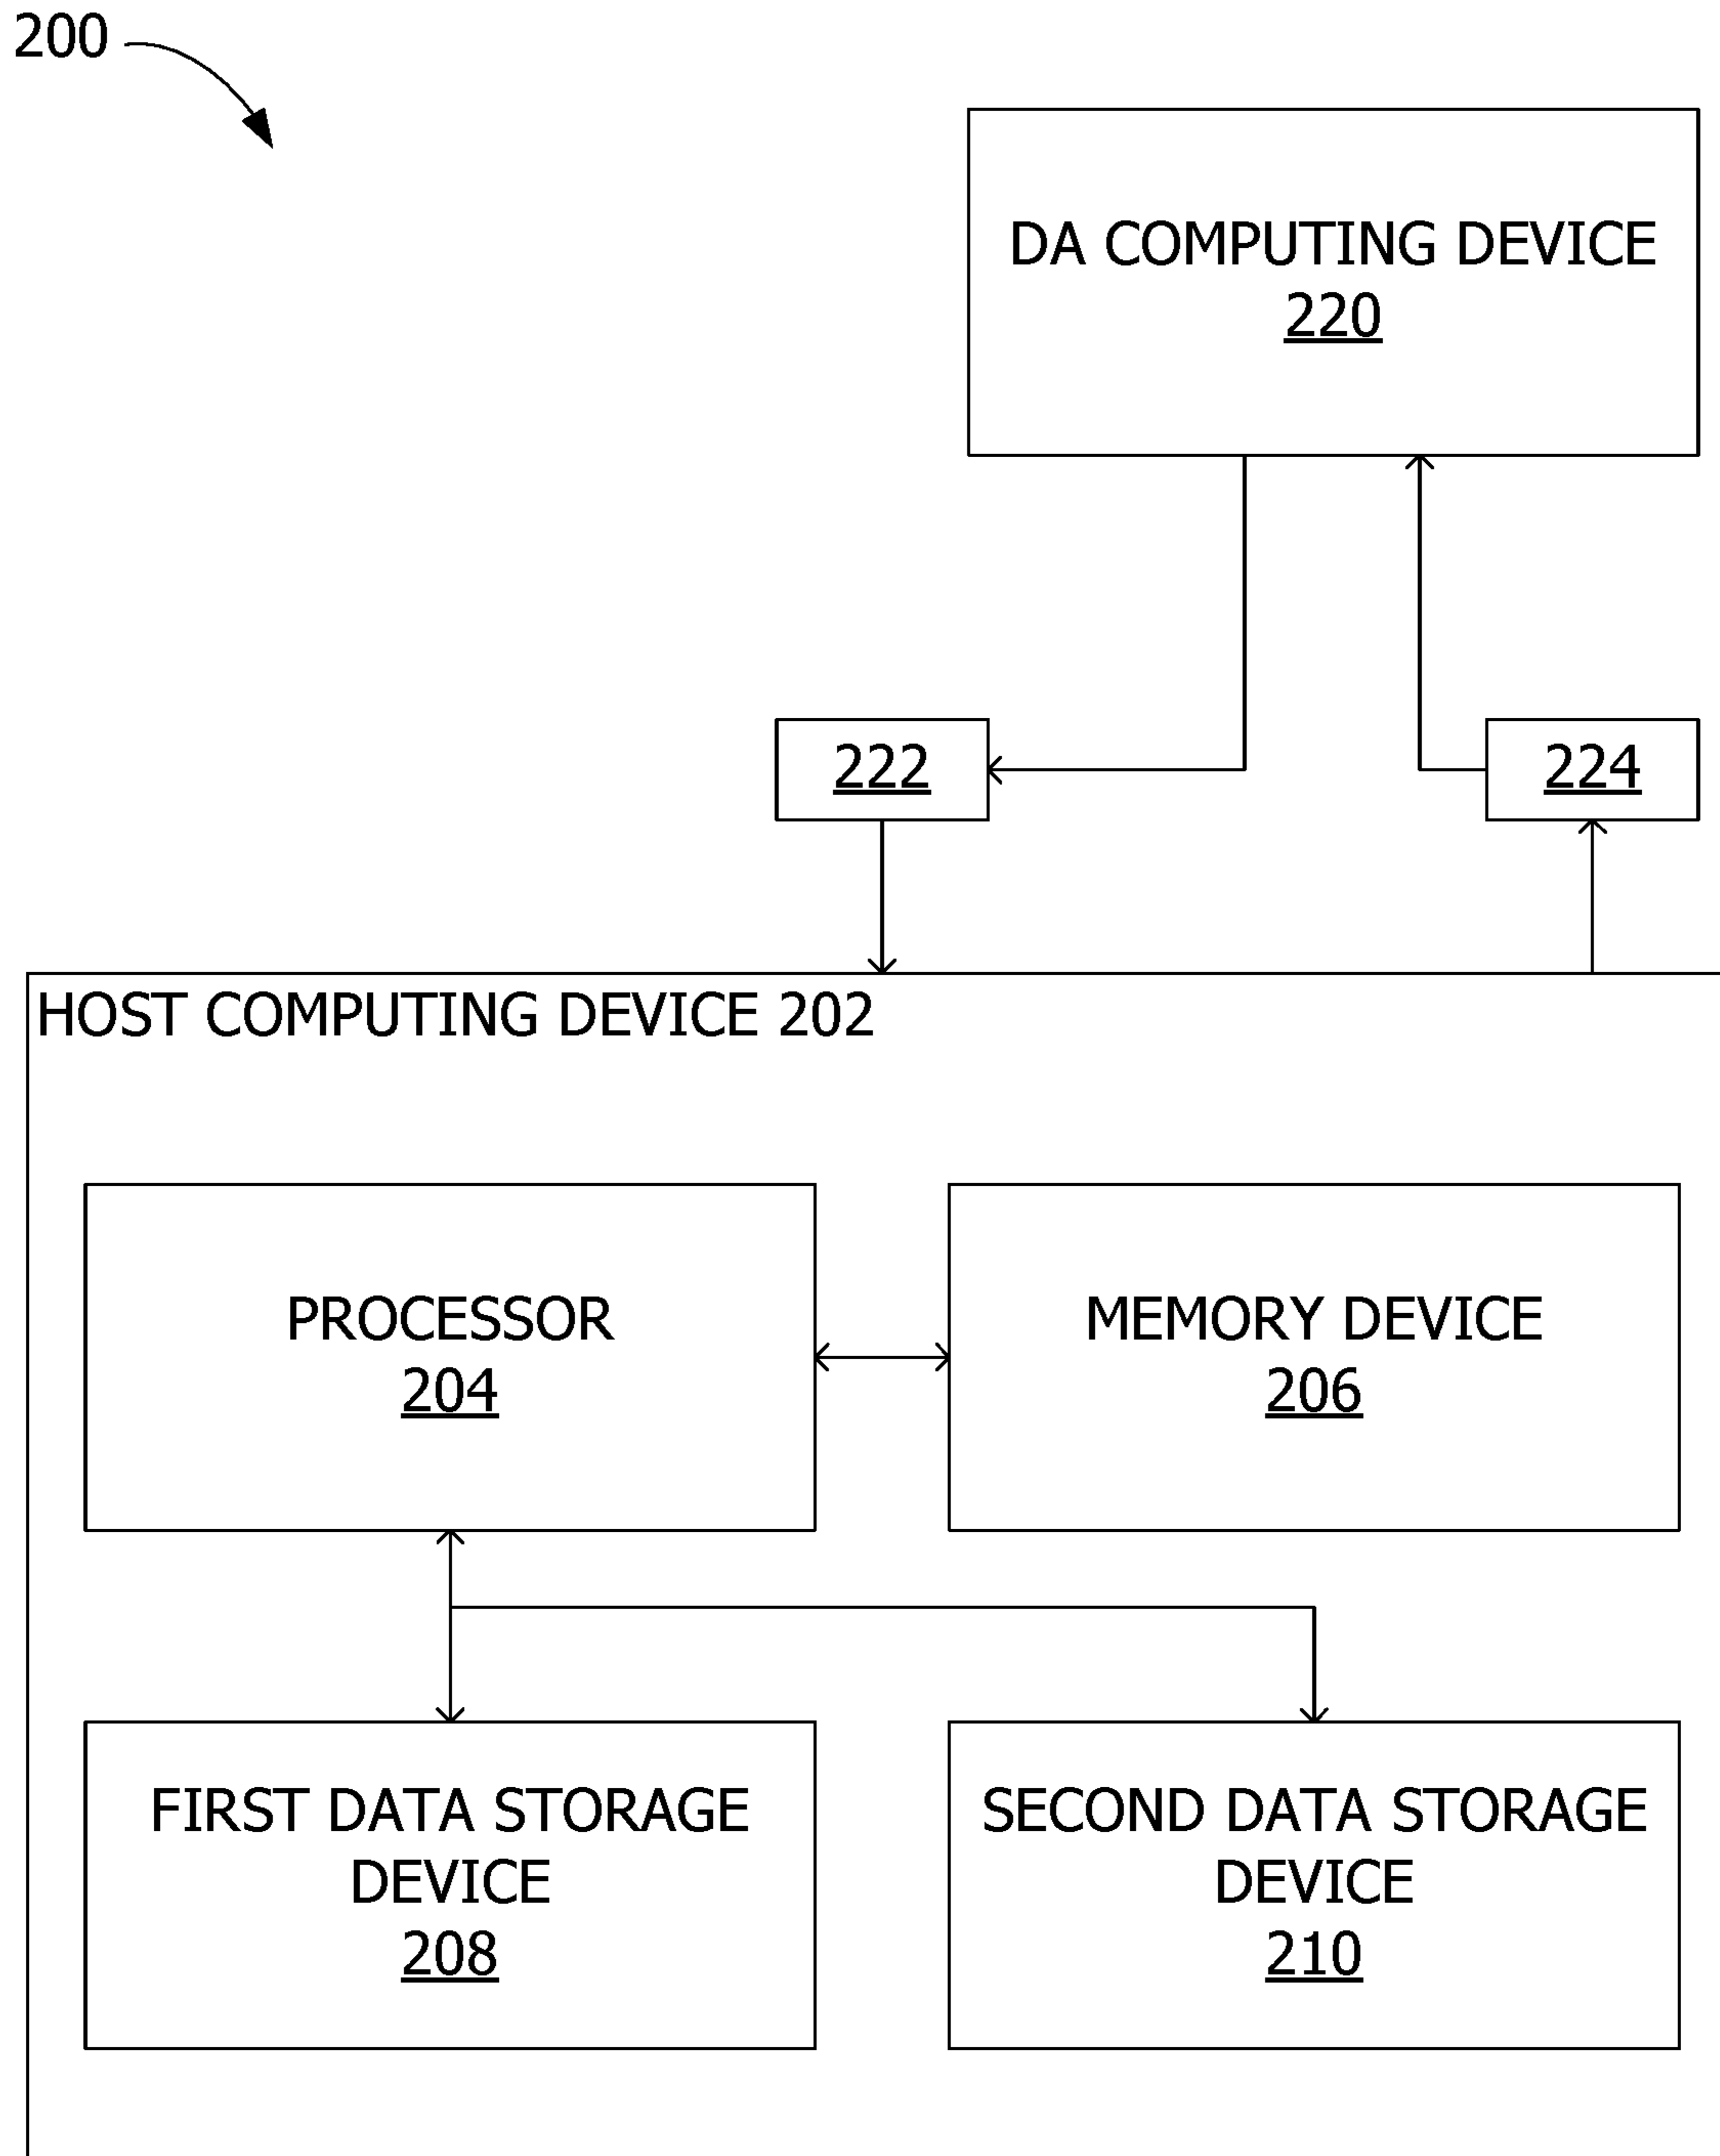 200
DA COMPUTING DEVICE
220
222
224
HOST COMPUTING DEVICE 202
PROCESSOR
204
MEMORY DEVICE
206
FIRST DATA STORAGE
DEVICE
208
SECOND DATA STORAGE
DEVICE
210